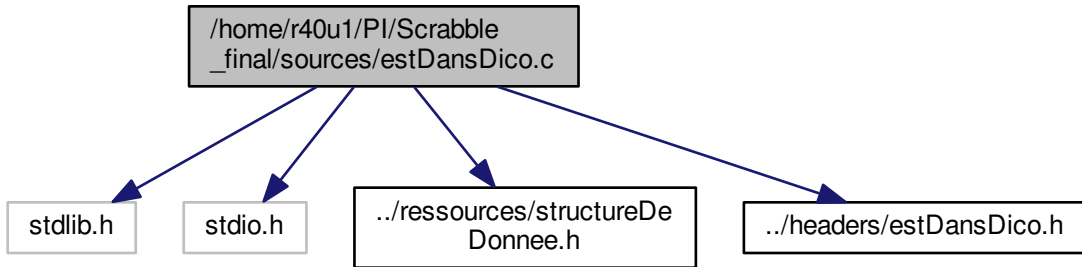 /home/r40u1/PI/Scrabble
_final/sources/estDansDico.c
stdlib.h
stdio.h
../ressources/structureDe
Donnee.h
../headers/estDansDico.h